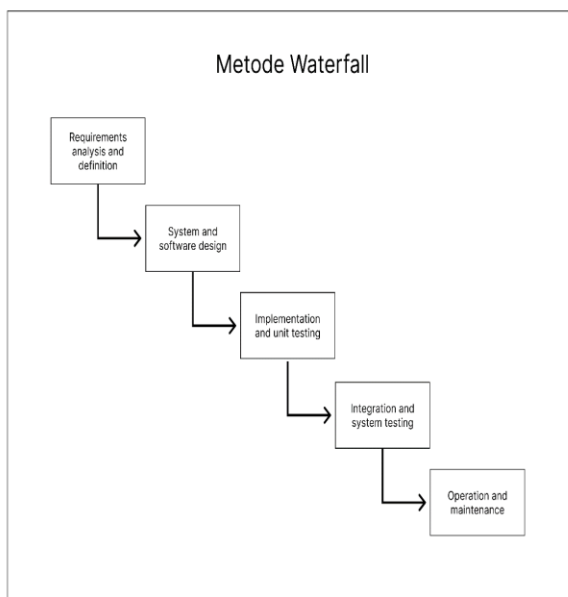 Metode Waterfall
Requirements
analysis and
definition
System and
software design
Implementation
and unit testing
Integration and
system testing
Operation and
maintenance